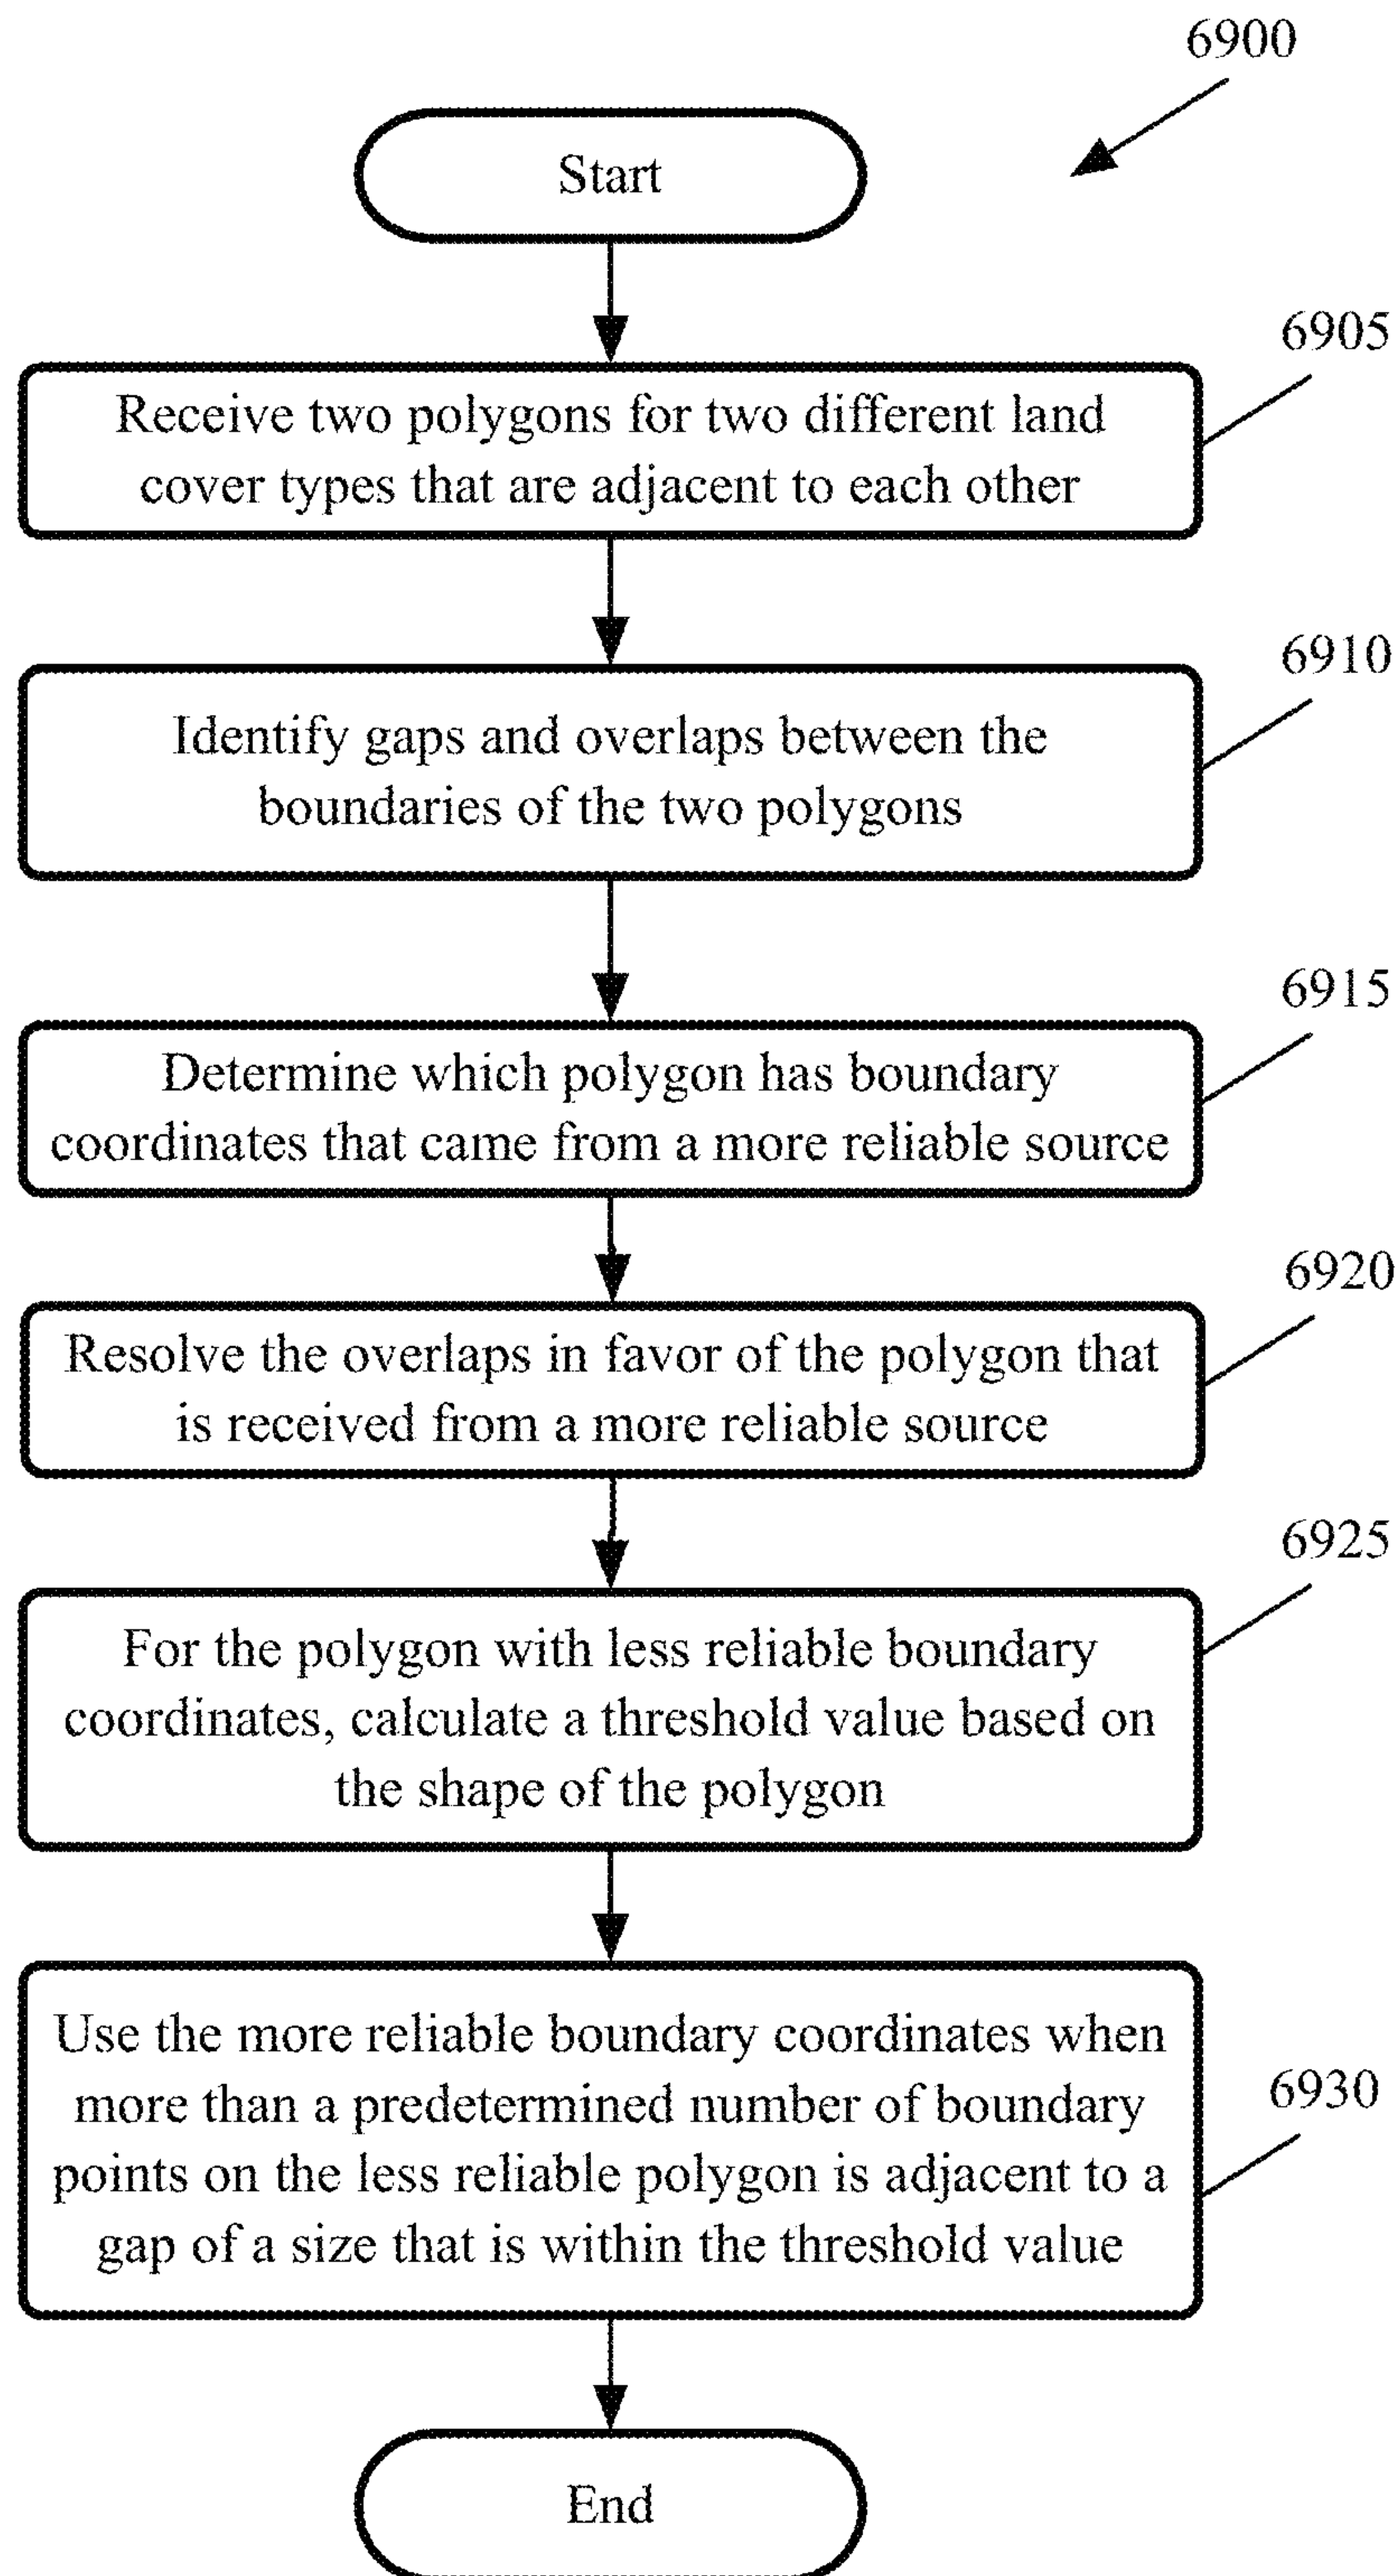 6900
Start
6905
Receive two polygons for two different land
cover types that are adjacent to each other
6910
Identify gaps and overlaps between the
boundaries of the two polygons
6915
Determine which polygon has boundary
coordinates that came from a more reliable source
6920
Resolve the overlaps in favor of the polygon that
is received from a more reliable source
6925
For the polygon with less reliable boundary
coordinates, calculate a threshold value based on
the shape of the polygon
6930
Use the more reliable boundary coordinates when
more than a predetermined number of boundary
points on the less reliable polygon is adjacent to a
gap of a size that is within the threshold value
End